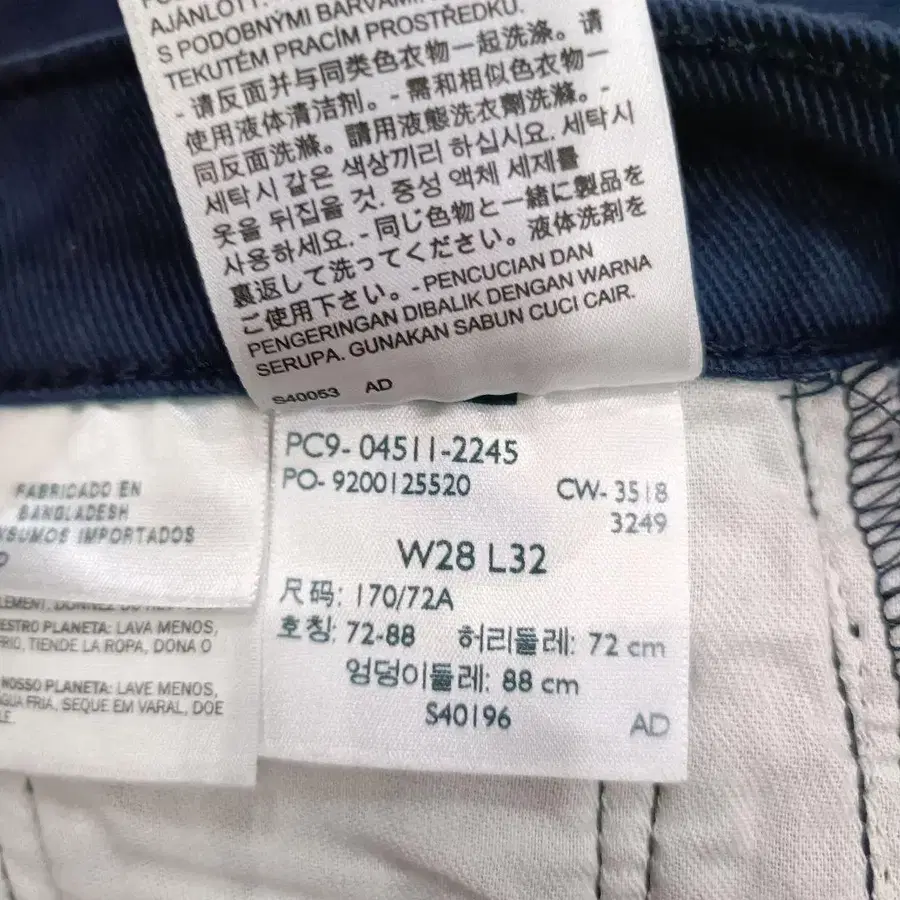 AJÁNLOTT.
S PODOBNÝMI BARVAMI.
TEKUTÉM PRACÍM PROSTŘEDKU.
- 请反面并与同类色衣物一起洗涤。请
使用液体清洁剂。- 需和相似色衣物一
同反面洗滌。請用液態洗衣劑洗滌。-
세탁시 같은 색상끼리 하십시요. 세탁시
옷을 뒤집을 것. 중성 액체 세제를
사용하세요. - 同じ色物と一緒に製品を
裏返して洗ってください。液体洗剤を
ご使用下さい。- PENCUCIAN DAN
PENGERINGAN DIBALIK DENGAN WARNA
SERUPA. GUNAKAN SABUN CUCI CAIR.
S40053 AD
FABRICADO EN
BANGLADESH
NSUMOS IMPORTADOS
ESTRO PLANETA: LAVA MENOS,
FRIO, TIENDE LA ROPA, DONA O
NOSSO PLANETA: LAVE MENOS,
GUA FRIA, SEQUE EM VARAL, DOE
LE.
PC9- 04511-2245
PO- 9200125520 CW- 3518
3249
W28 L32
尺码: 170/72A
호칭: 72-88 허리둘레: 72 cm
엉덩이둘레: 88 cm
S40196 AD